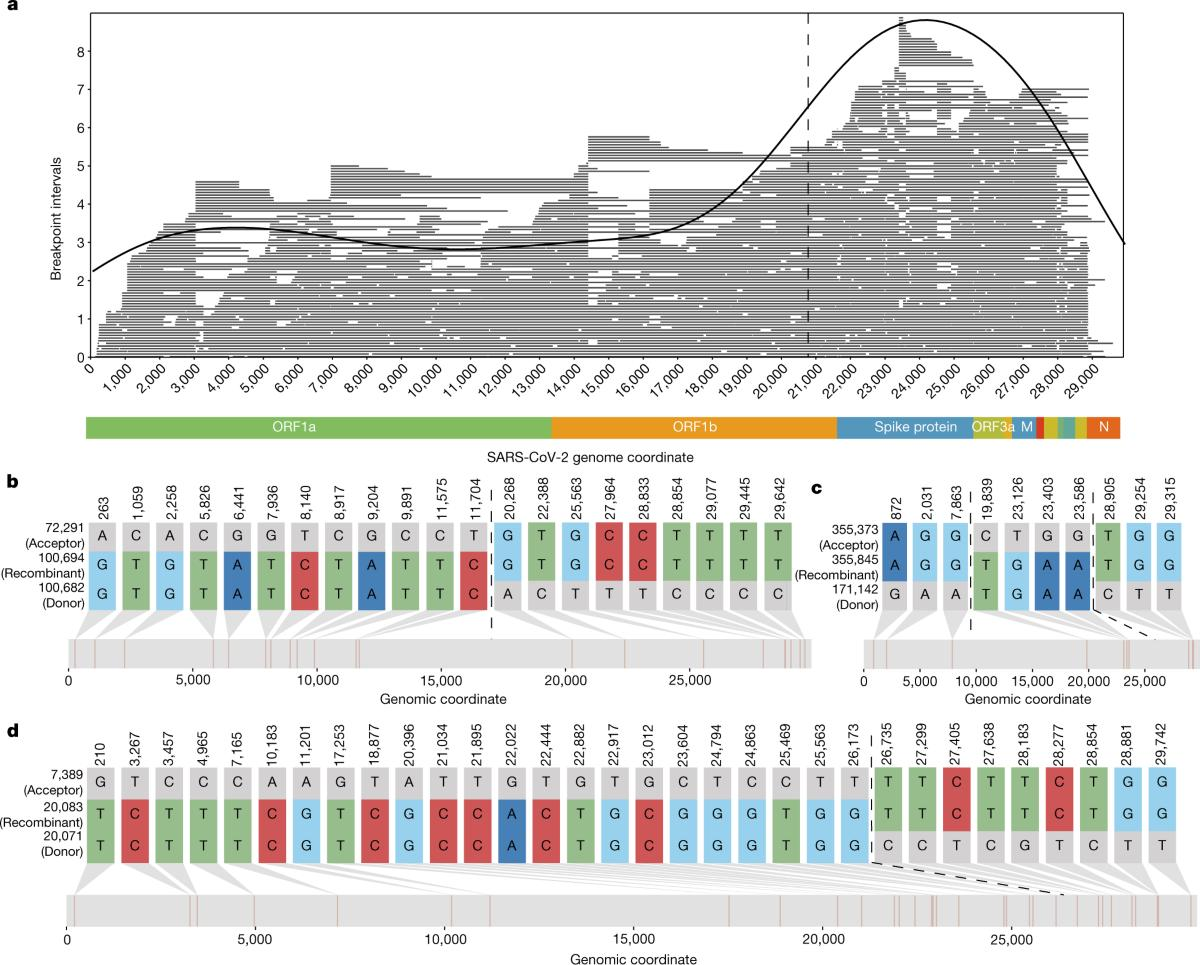 a
Breakpoint intervals
8
7
6
5
4
3
2
1
0
0 1,000 2,000 3,000 4,000 5,000 6,000 7,000 8,000 9,000 10,000 11,000 12,000 13,000 14,000 15,000 16,000 17,000 18,000 19,000 20,000 21,000 22,000 23,000 24,000 25,000 26,000 27,000 28,000 29,000
ORF1a ORF1b Spike protein ORF3a M N
SARS-CoV-2 genome coordinate
b
263 1,059 2,258 5,826 6,441 7,936 8,140 8,917 9,204 9,891 11,575 11,704 20,268 22,388 25,563 27,964 28,833 28,854 29,077 29,445 29,642
72,291
(Acceptor)
A C A C G G T C G C C T G T G C C T T T T
100,694
(Recombinant)
G T G T A T C T A T T C G T G C C T T T T
100,682
(Donor)
G T G T A T C T A T T C A C T T T C C C C
0 5,000 10,000 15,000 20,000 25,000
Genomic coordinate
c
872 2,031 7,863 19,839 23,126 23,403 23,586 28,905 29,254 29,315
355,373
(Acceptor)
A G G C T G G T G G
355,845
(Recombinant)
A G G T G A A T G G
171,142
(Donor)
G A A T G A A C T T
0 5,000 10,000 15,000 20,000 25,000
Genomic coordinate
d
210 3,267 3,457 4,965 7,165 10,183 11,201 17,253 18,877 20,396 21,034 21,895 22,022 22,444 22,882 22,917 23,012 23,604 24,794 24,863 25,469 25,563 26,173 26,735 27,299 27,405 27,638 28,183 28,277 28,854 28,881 29,742
7,389
(Acceptor)
G T C C C A A G T A T T G T G T G C T C C T T T T C T T C T G G
20,083
(Recombinant)
T C T T T C G T C G C C A C T G C G G G T G G T T C T T C T G G
20,071
(Donor)
T C T T T C G T C G C C A C T G C G G G T G G C C T C G T C T T
0 5,000 10,000 15,000 20,000 25,000
Genomic coordinate